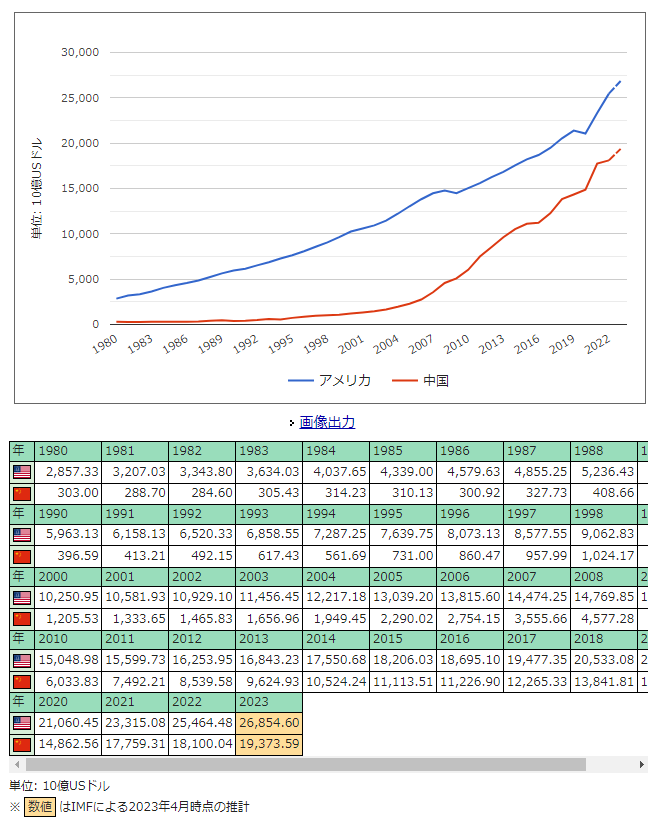 30,000
25,000
20,000
15,000
10,000
5,000
0
単位: 10億USドル
1980 1983 1986 1989 1992 1995 1998 2001 2004 2007 2010 2013 2016 2019 2022
アメリカ 中国
画像出力
年 1980 1981 1982 1983 1984 1985 1986 1987 1988 1
2,857.33 3,207.03 3,343.80 3,634.03 4,037.65 4,339.00 4,579.63 4,855.25 5,236.43
303.00 288.70 284.60 305.43 314.23 310.13 300.92 327.73 408.66
年 1990 1991 1992 1993 1994 1995 1996 1997 1998 1
5,963.13 6,158.13 6,520.33 6,858.55 7,287.25 7,639.75 8,073.13 8,577.55 9,062.83
396.59 413.21 492.15 617.43 561.69 731.00 860.47 957.99 1,024.17
年 2000 2001 2002 2003 2004 2005 2006 2007 2008 2
10,250.95 10,581.93 10,929.10 11,456.45 12,217.18 13,039.20 13,815.60 14,474.25 14,769.85 1
1,205.53 1,333.65 1,465.83 1,656.96 1,949.45 2,290.02 2,754.15 3,555.66 4,577.28
年 2010 2011 2012 2013 2014 2015 2016 2017 2018 2
15,048.98 15,599.73 16,253.95 16,843.23 17,550.68 18,206.03 18,695.10 19,477.35 20,533.08 2
6,033.83 7,492.21 8,539.58 9,624.93 10,524.24 11,113.51 11,226.90 12,265.33 13,841.81 1
年 2020 2021 2022 2023
21,060.45 23,315.08 25,464.48 26,854.60
14,862.56 17,759.31 18,100.04 19,373.59
単位: 10億USドル
※ 数値 はIMFによる2023年4月時点の推計